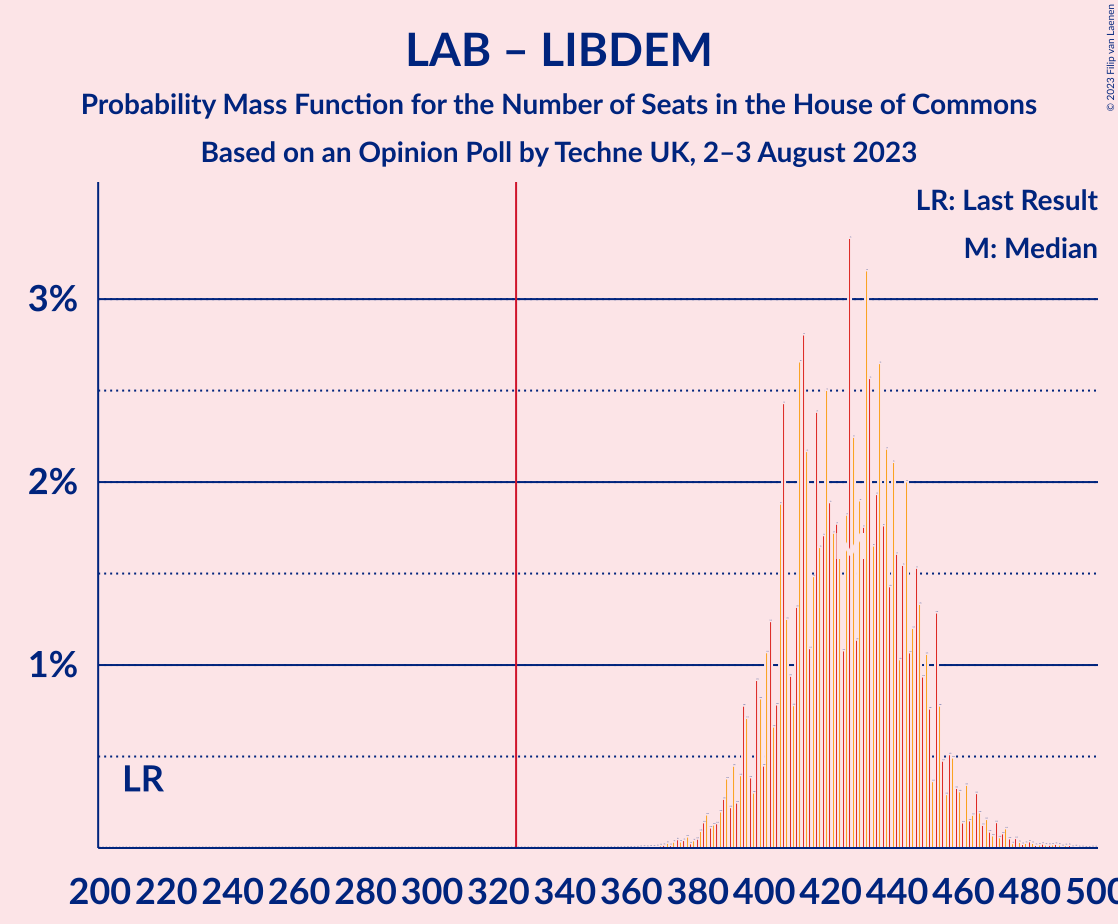 LAB – LIBDEM
Probability Mass Function for the Number of Seats in the House of Commons
Based on an Opinion Poll by Techne UK, 2–3 August 2023
© 2023 Filip van Laenen
LR: Last Result
M: Median
3%
2%
1%
LR
200 220 240 260 280 300 320 340 360 380 400 420 440 460 480 500